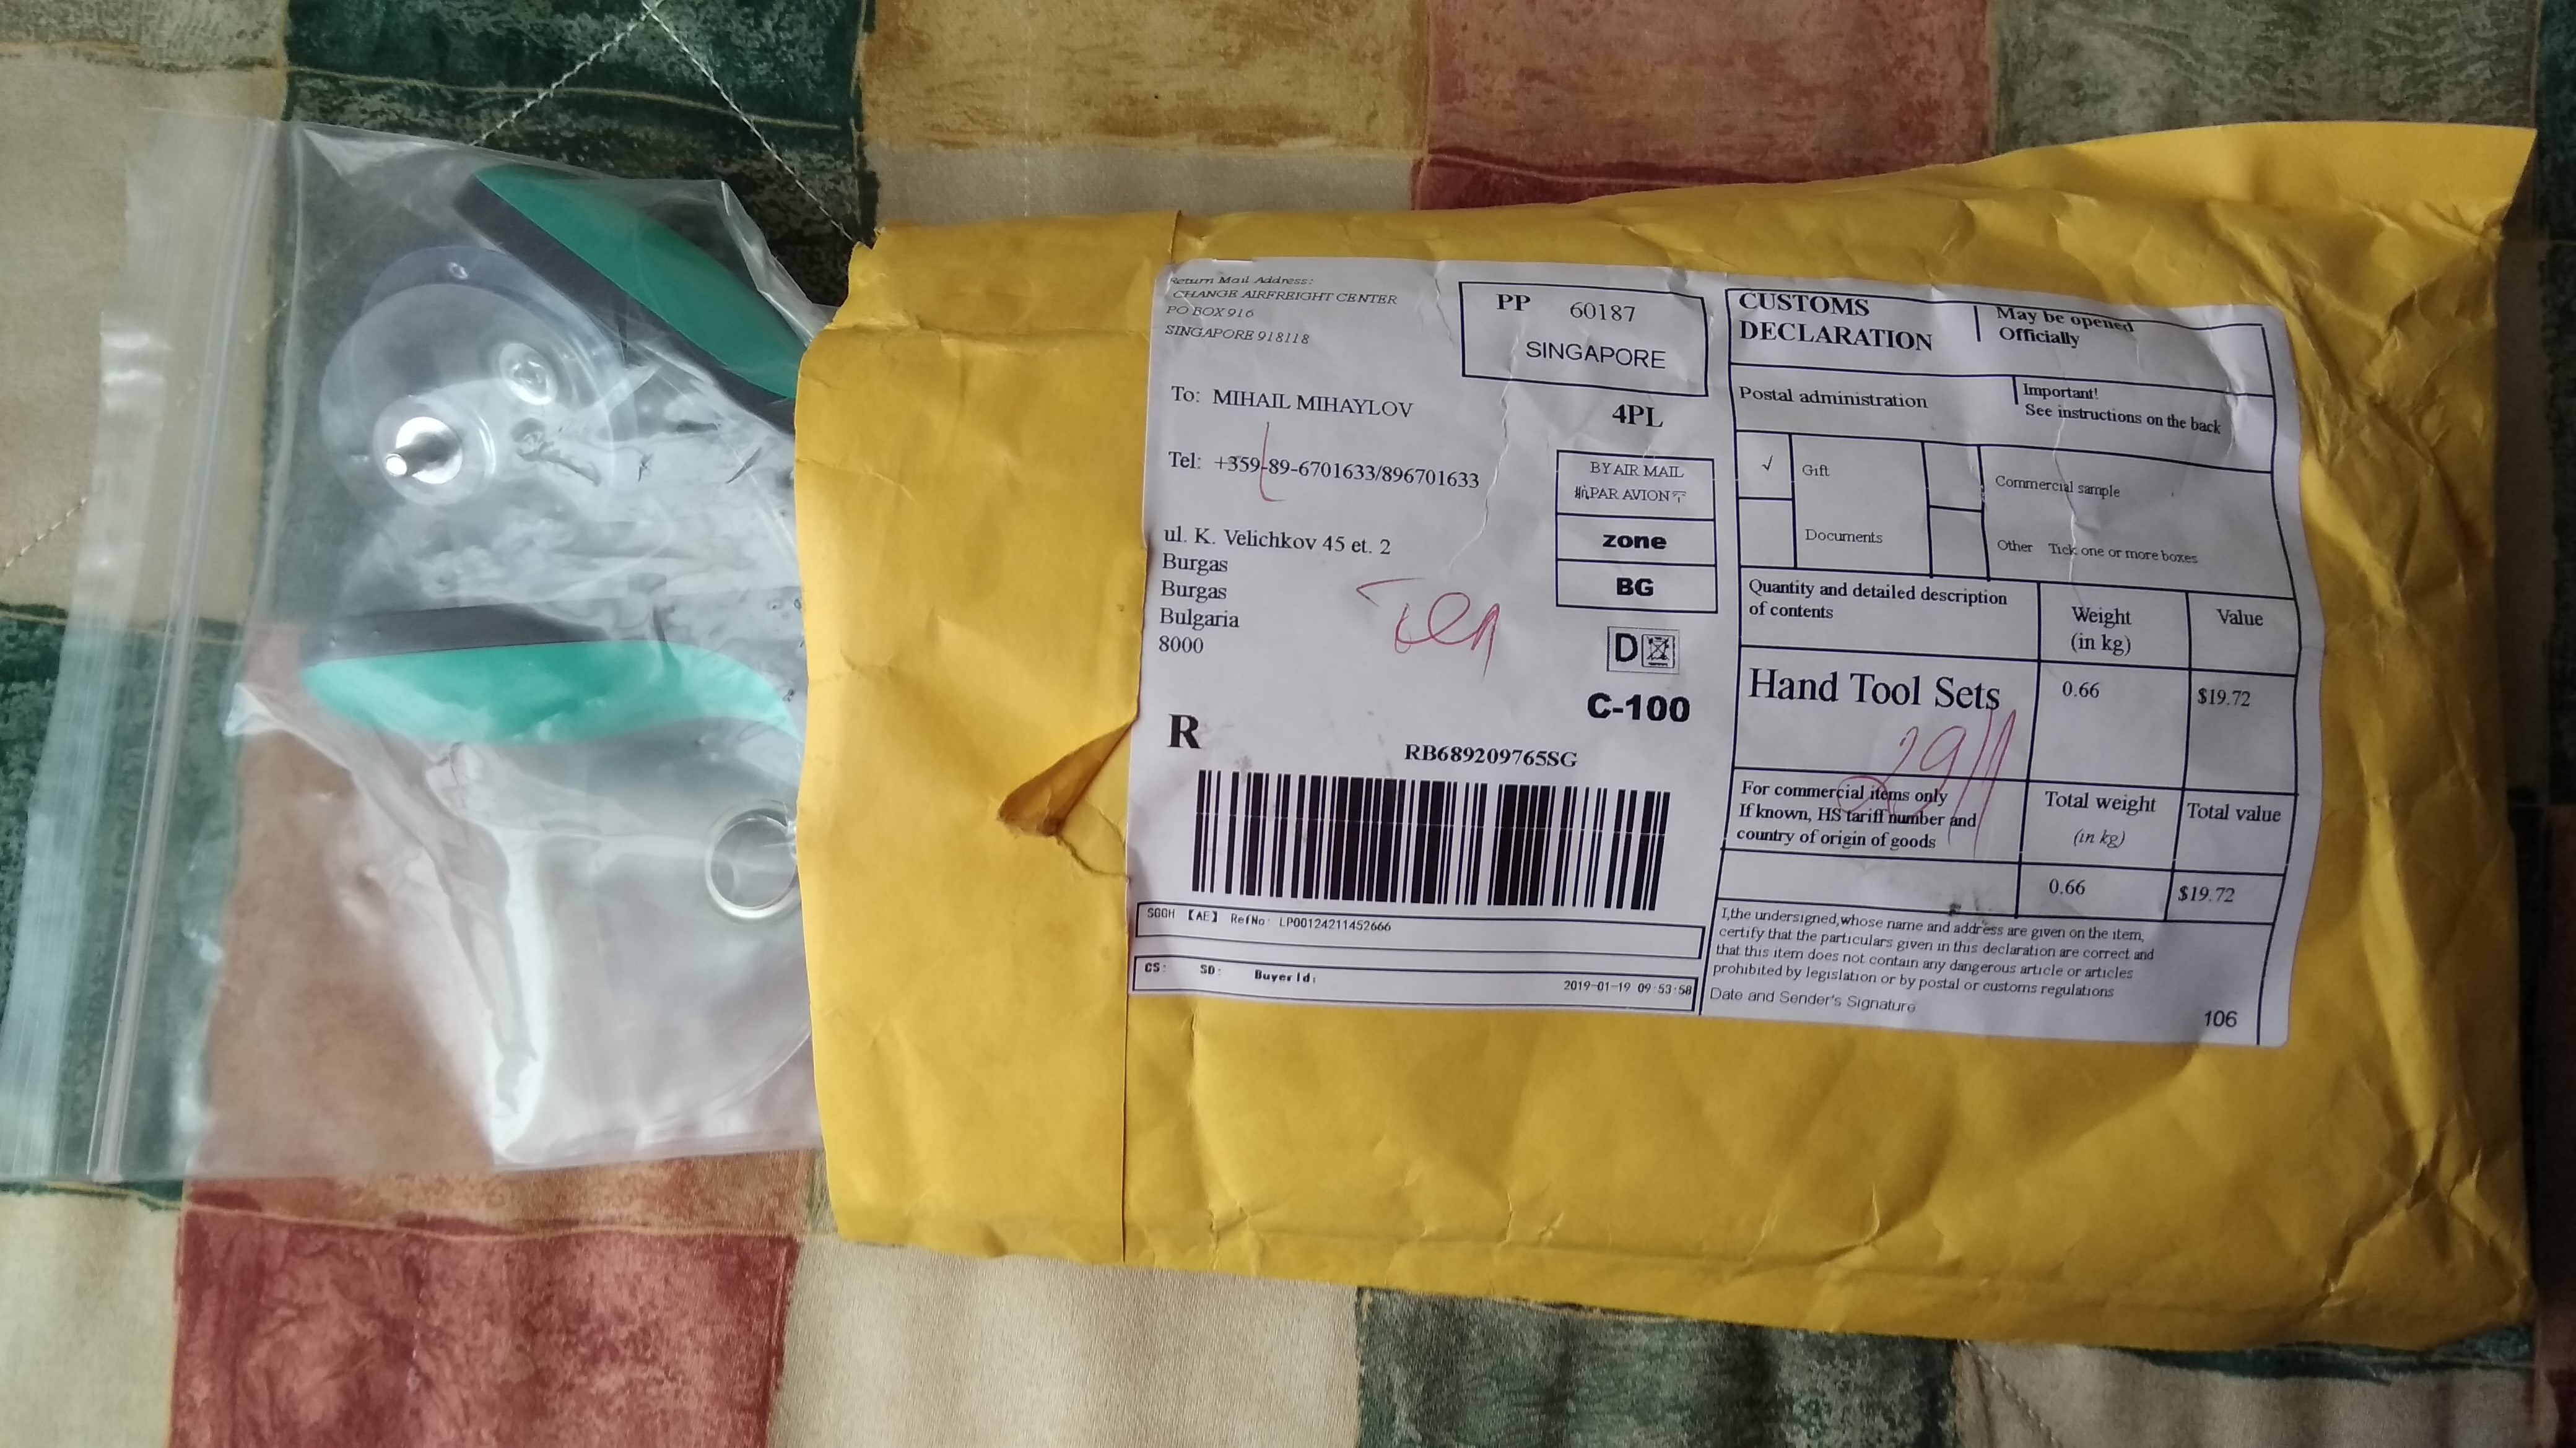 Return Mail Address:
CHANGE AIRFREIGHT CENTER
PO BOX 916
SINGAPORE 918118
PP 60187
SINGAPORE
To: MIHAIL MIHAYLOV
4PL
Tel: +359-89-6701633/896701633
BY AIR MAIL
PAR AVION
zone
BG
ul. K. Velichkov 45 et. 2
Burgas
Burgas
Bulgaria
8000
D
C-100
R
RB689209765SG
SGGH 【AE】 RefNo: LP00124211452666
CS: SD: Buyer Id:
2019-01-19 09:53:58
CUSTOMS
DECLARATION
May be opened
Officially
Postal administration
Important!
See instructions on the back
√ Gift
Commercial sample
Documents
Other Tick one or more boxes
Quantity and detailed description
of contents
Weight
(in kg)
Value
Hand Tool Sets
0.66
$19.72
For commercial items only
If known, HS tariff number and
country of origin of goods
Total weight
(in kg)
Total value
0.66
$19.72
I,the undersigned,whose name and address are given on the item,
certify that the particulars given in this declaration are correct and
that this item does not contain any dangerous article or articles
prohibited by legislation or by postal or customs regulations
Date and Sender's Signature
106